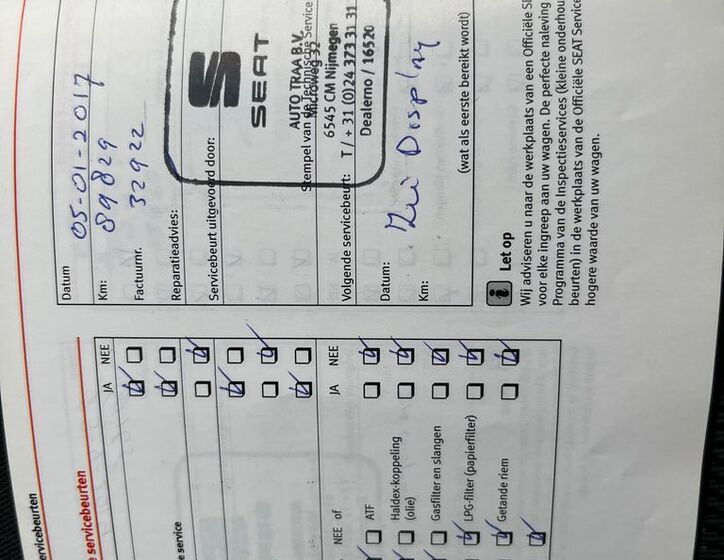 servicebeurten
e servicebeurten
JA NEE
e service
NEE of
JA NEE
ATF
Haldex-koppeling
(olie)
Gasfilter en slangen
LPG-filter (papierfilter)
Getande riem
Datum 05-01-2017
Km: 89829
Factuurnr. 32922
Reparatieadvies:
Servicebeurt uitgevoerd door:
SEAT
AUTO TRAA B.V.
Microweg 32
Stempel van de Technische Service
6545 CM Nijmegen
T / + 31 (0)24 373 31 31
Dealerno / 16520
Volgende servicebeurt:
Datum: Zie Display
Km:
(wat als eerste bereikt wordt)
i Let op
Wij adviseren u naar de werkplaats van een Officiële
voor elke ingreep aan uw wagen. De perfecte naleving
Programma van de Inspectieservices (kleine onderhou
beurten) in de werkplaats van de Officiële SEAT Service
hogere waarde van uw wagen.